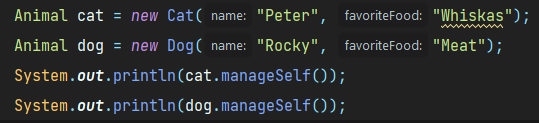 Animal cat = new Cat( name: "Peter", favoriteFood: "Whiskas");
Animal dog = new Dog( name: "Rocky", favoriteFood: "Meat");
System.out.println(cat.manageSelf());
System.out.println(dog.manageSelf());